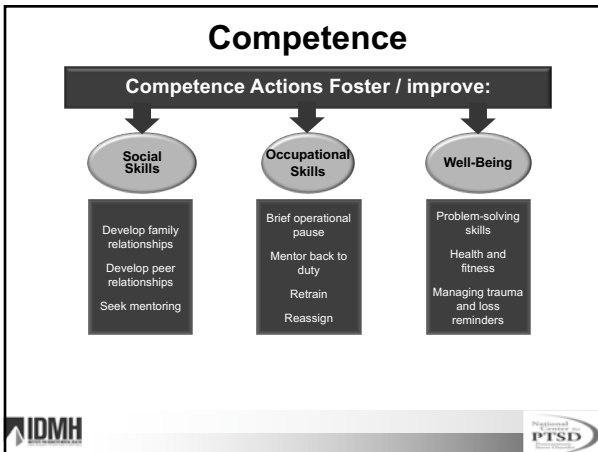 Competence
Competence Actions Foster / improve:
Social
Skills
Occupational
Skills
Well-Being
Develop family
relationships
Develop peer
relationships
Seek mentoring
Brief operational
pause
Mentor back to
duty
Retrain
Reassign
Problem-solving
skills
Health and
fitness
Managing trauma
and loss
reminders
IDMH
National
Center for
PTSD